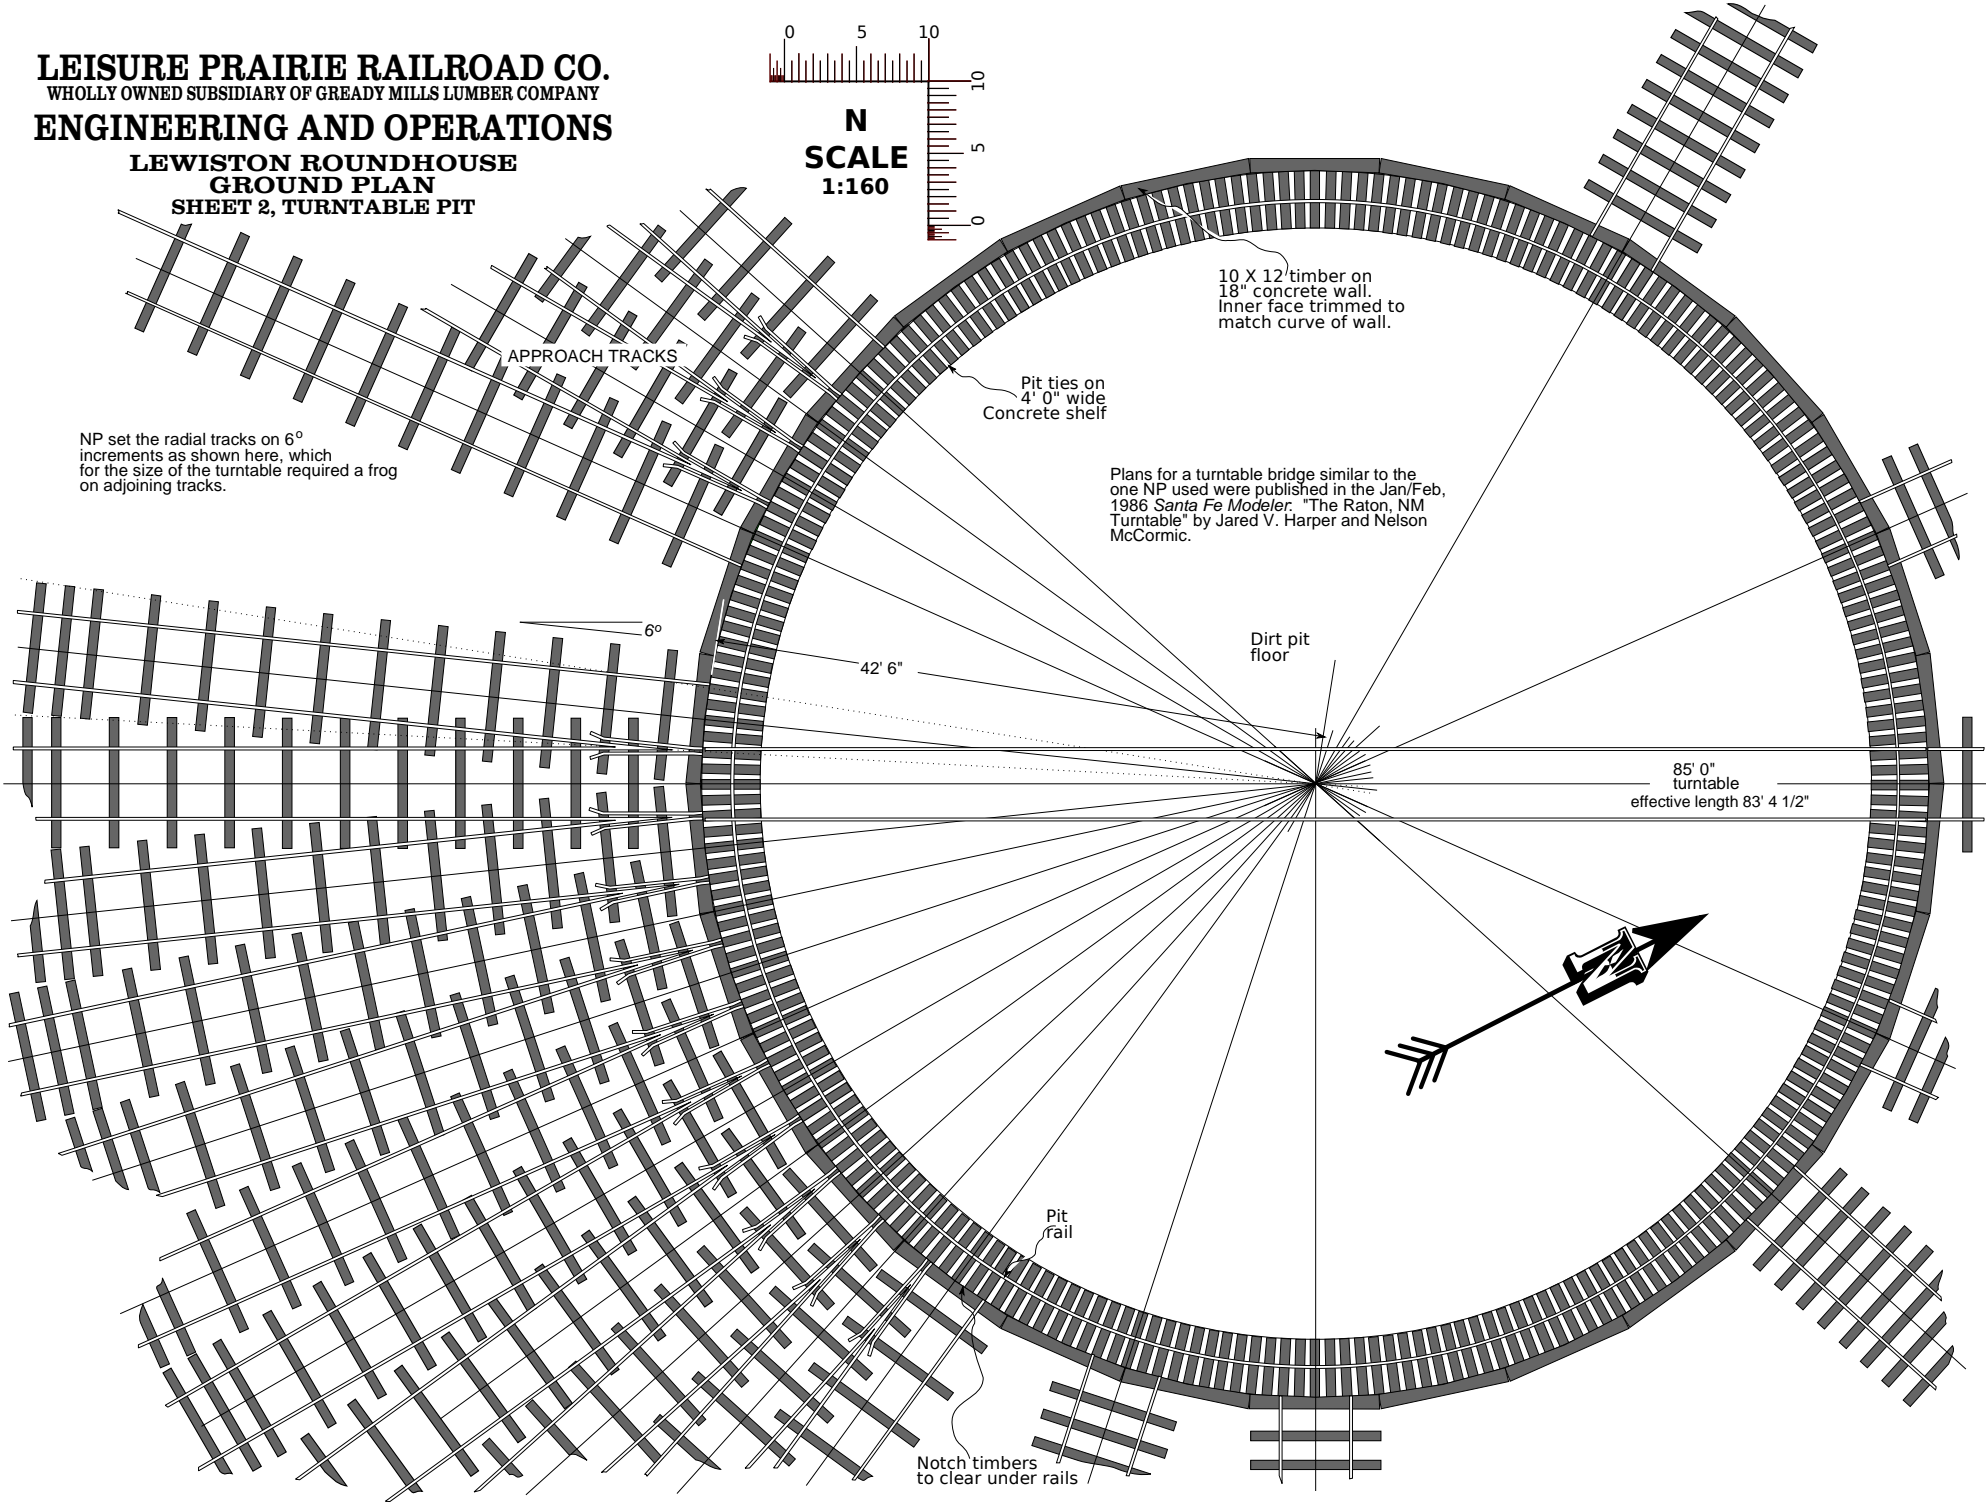 LEISURE PRAIRIE RAILROAD CO.
WHOLLY OWNED SUBSIDIARY OF GREADY MILLS LUMBER COMPANY
ENGINEERING AND OPERATIONS
LEWISTON ROUNDHOUSE
GROUND PLAN
SHEET 2, TURNTABLE PIT
0 5 10
10
5
0
N
SCALE
1:160
10 X 12 timber on
18" concrete wall.
Inner face trimmed to
match curve of wall.
APPROACH TRACKS
Pit ties on
4' 0" wide
Concrete shelf
NP set the radial tracks on 6º
increments as shown here, which
for the size of the turntable required a frog
on adjoining tracks.
Plans for a turntable bridge similar to the
one NP used were published in the Jan/Feb,
1986 Santa Fe Modeler. "The Raton, NM
Turntable" by Jared V. Harper and Nelson
McCormic.
6º
42' 6"
Dirt pit
floor
85' 0"
turntable
effective length 83' 4 1/2"
N
Pit
rail
Notch timbers
to clear under rails